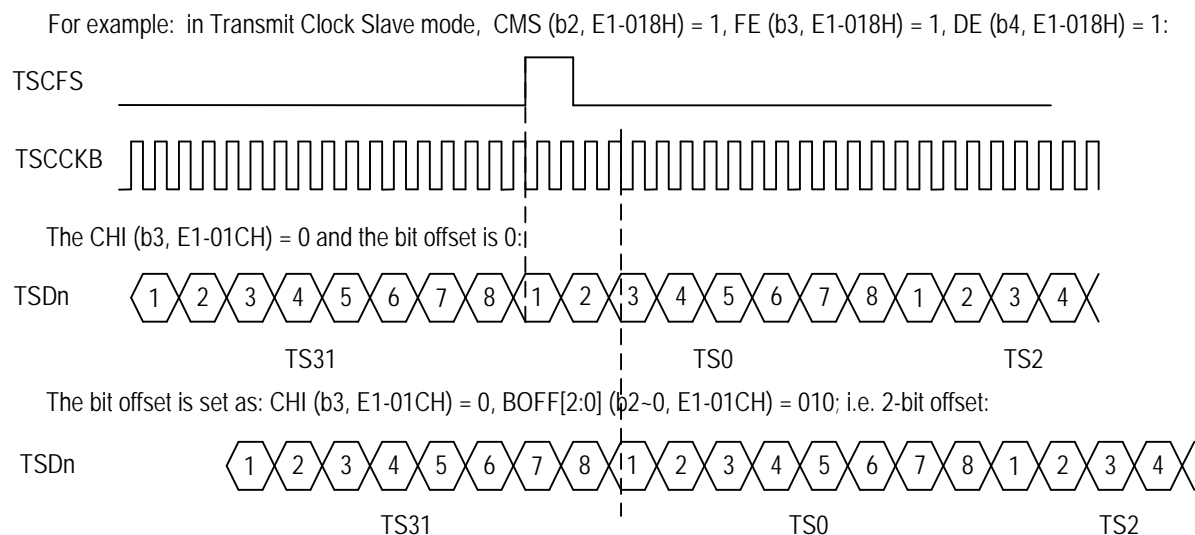 For example: in Transmit Clock Slave mode, CMS (b2, E1-018H) = 1, FE (b3, E1-018H) = 1, DE (b4, E1-018H) = 1:
TSCFS
TSCCKB
The CHI (b3, E1-01CH) = 0 and the bit offset is 0:
TSDn 1 2 3 4 5 6 7 8 1 2 3 4 5 6 7 8 1 2 3 4
TS31 TS0 TS2
The bit offset is set as: CHI (b3, E1-01CH) = 0, BOFF[2:0] (b2~0, E1-01CH) = 010; i.e. 2-bit offset:
TSDn 1 2 3 4 5 6 7 8 1 2 3 4 5 6 7 8 1 2 3 4
TS31 TS0 TS2